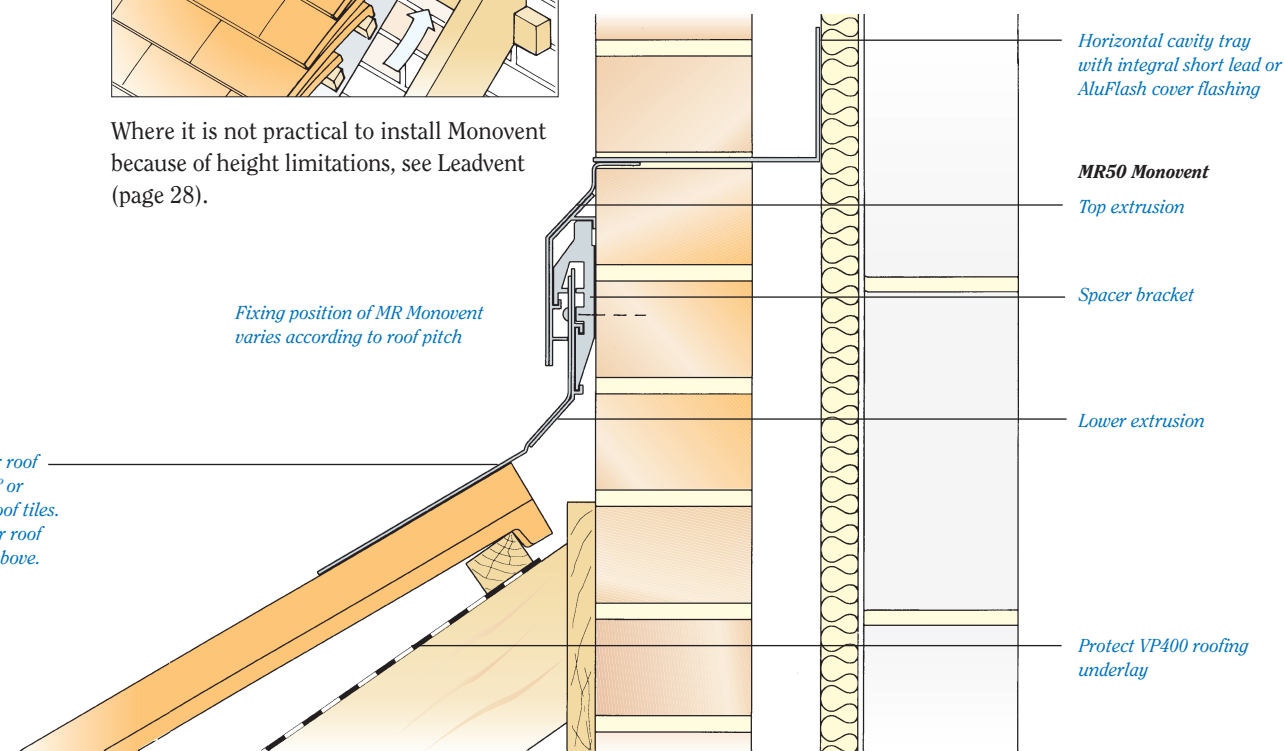 Where it is not practical to install Monovent
because of height limitations, see Leadvent
(page 28).
Horizontal cavity tray
with integral short lead or
AluFlash cover flashing
MR50 Monovent
Top extrusion
Spacer bracket
Fixing position of MR Monovent
varies according to roof pitch
Lower extrusion
roof
or
roof tiles.
roof
above.
Protect VP400 roofing
underlay